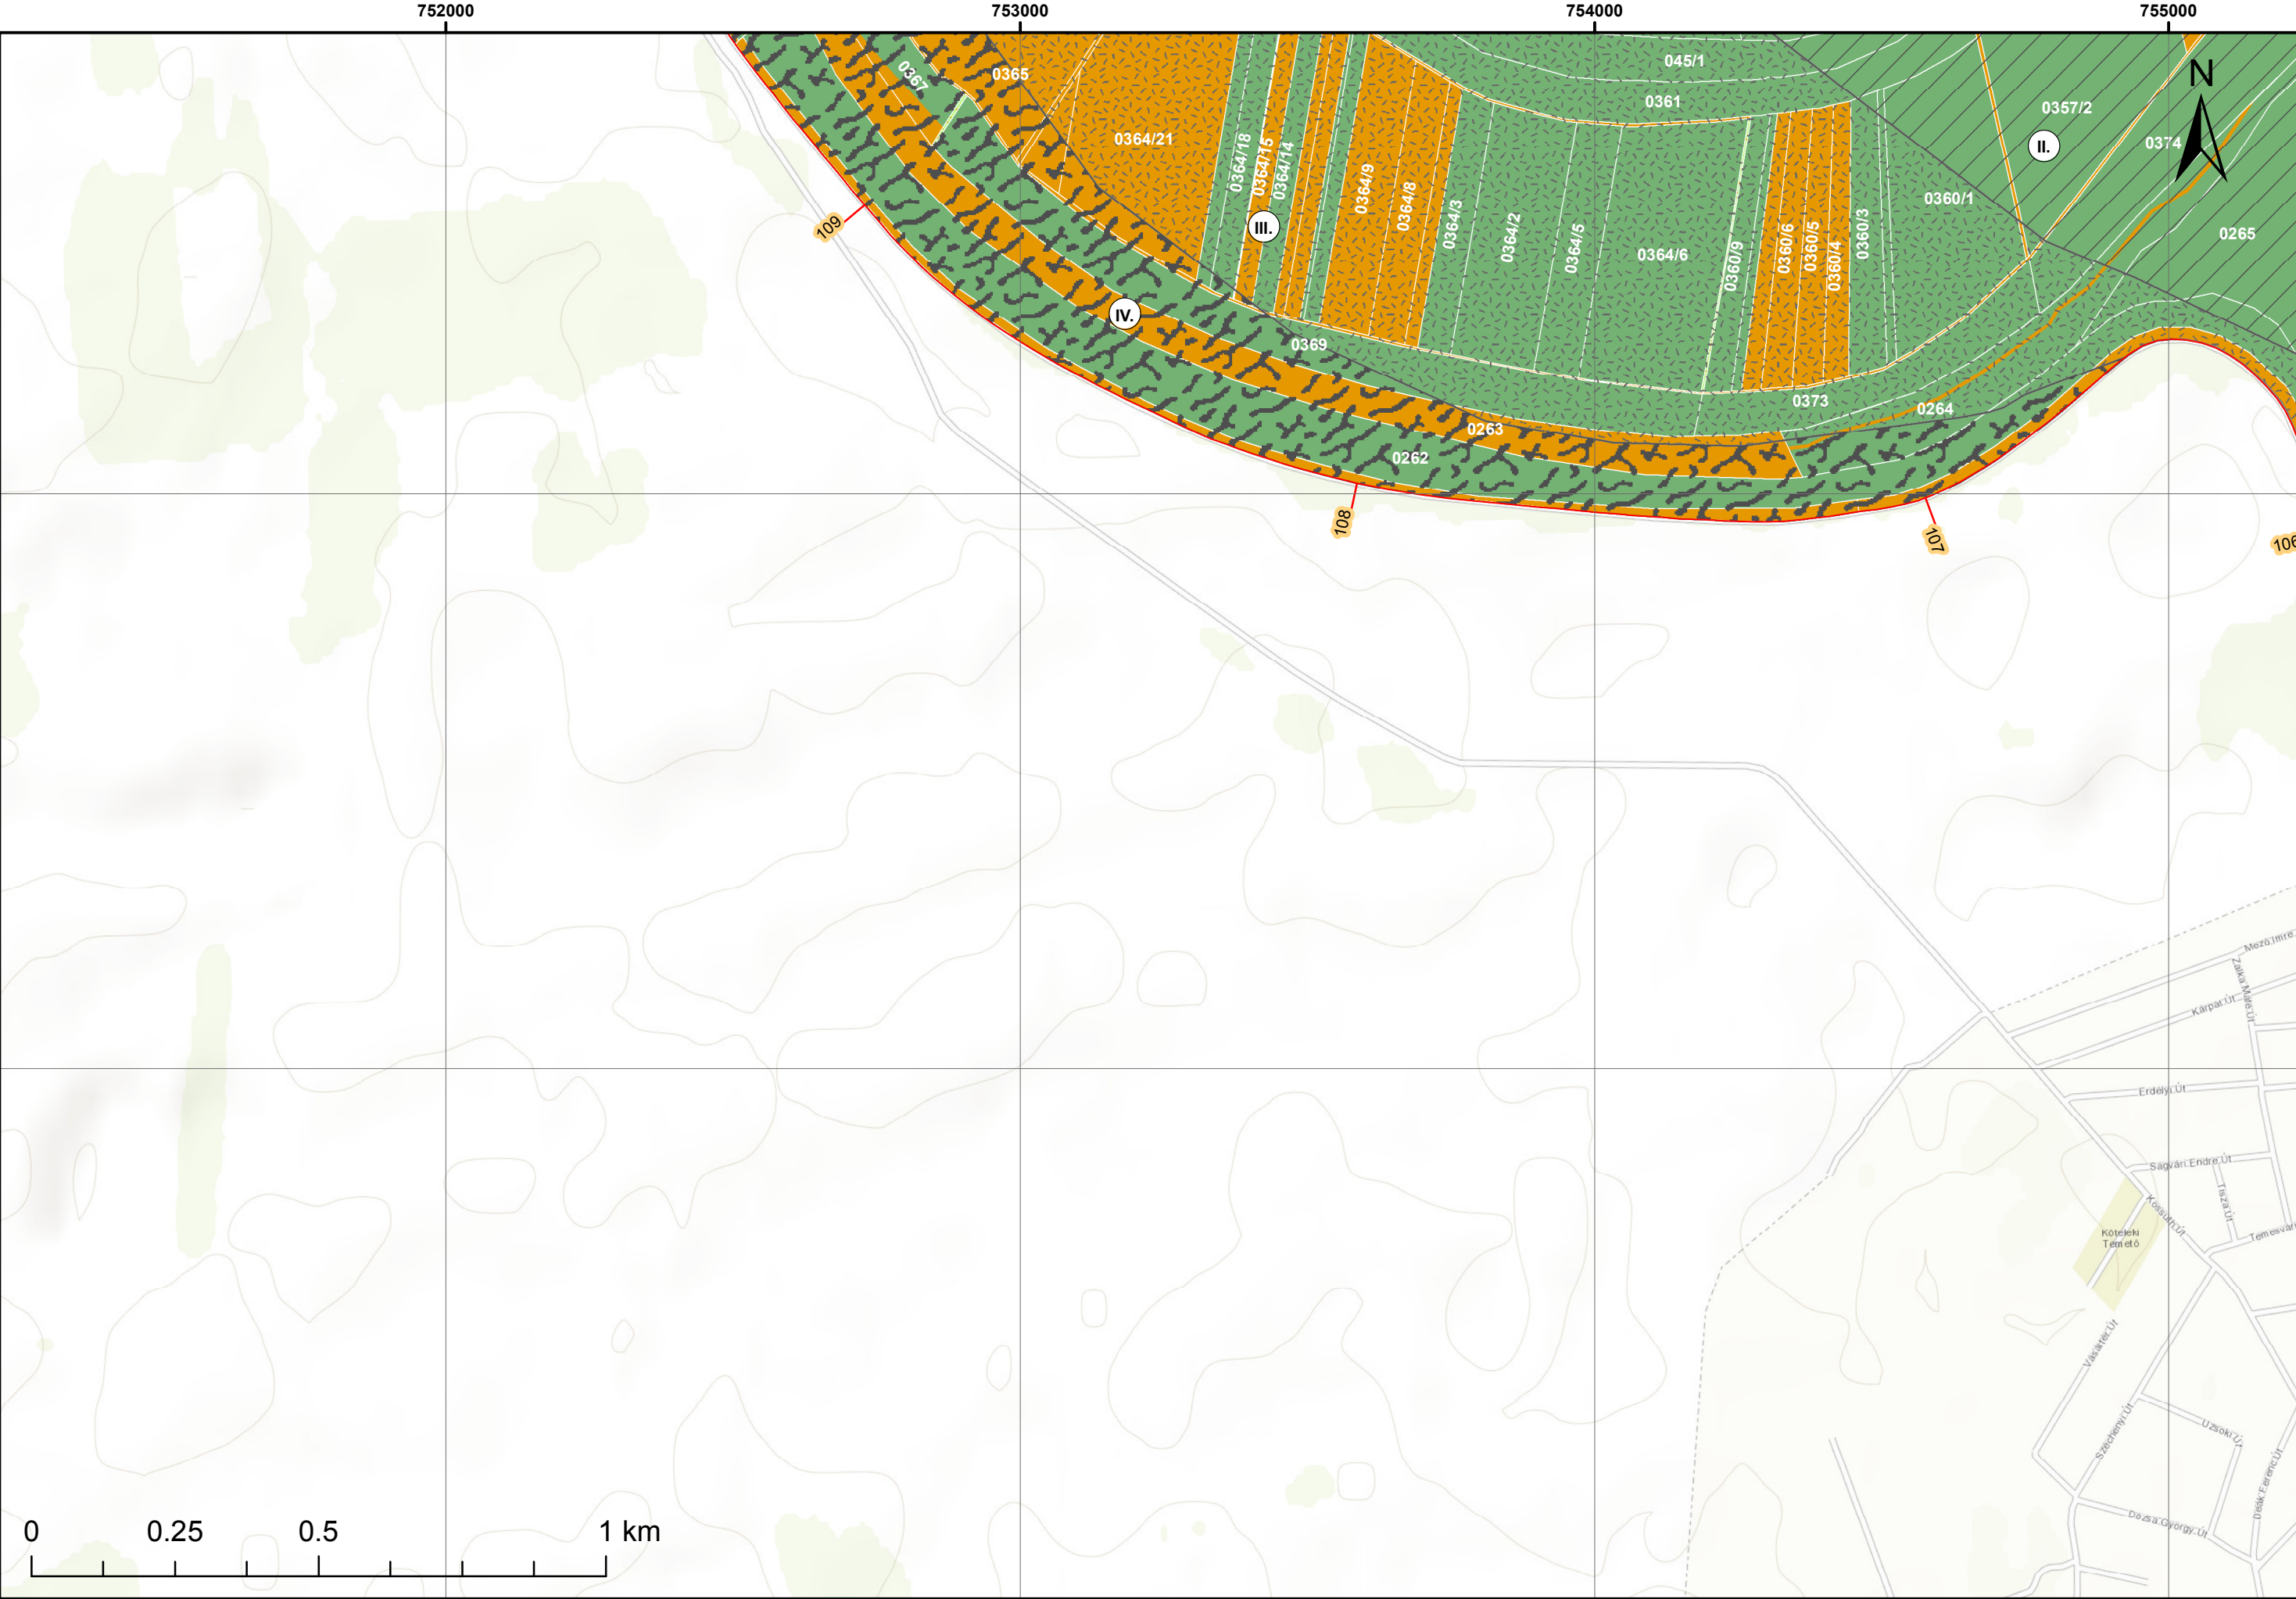 752000
753000
754000
755000
N
045/1
0361
0357/2
0374
0265
II.
0365
0367
0364/21
0364/18
0364/15
0364/14
0364/9
0364/8
0364/3
0364/2
0364/5
0364/6
0360/9
0360/6
0360/5
0360/4
0360/3
0360/1
III.
IV.
0369
0373
0264
0263
0262
109
108
107
106
Mező Imre
Zalka Máté Út
Kárpát Út
Erdélyi Út
Ságvári Endre Út
Tisza Út
Kossuth Út
Temesvári
Kőteleki
Temető
Vásártér Út
Széchenyi Út
Uzsoki Út
Deák Ferenc Út
Dózsa György Út
0
0.25
0.5
1 km